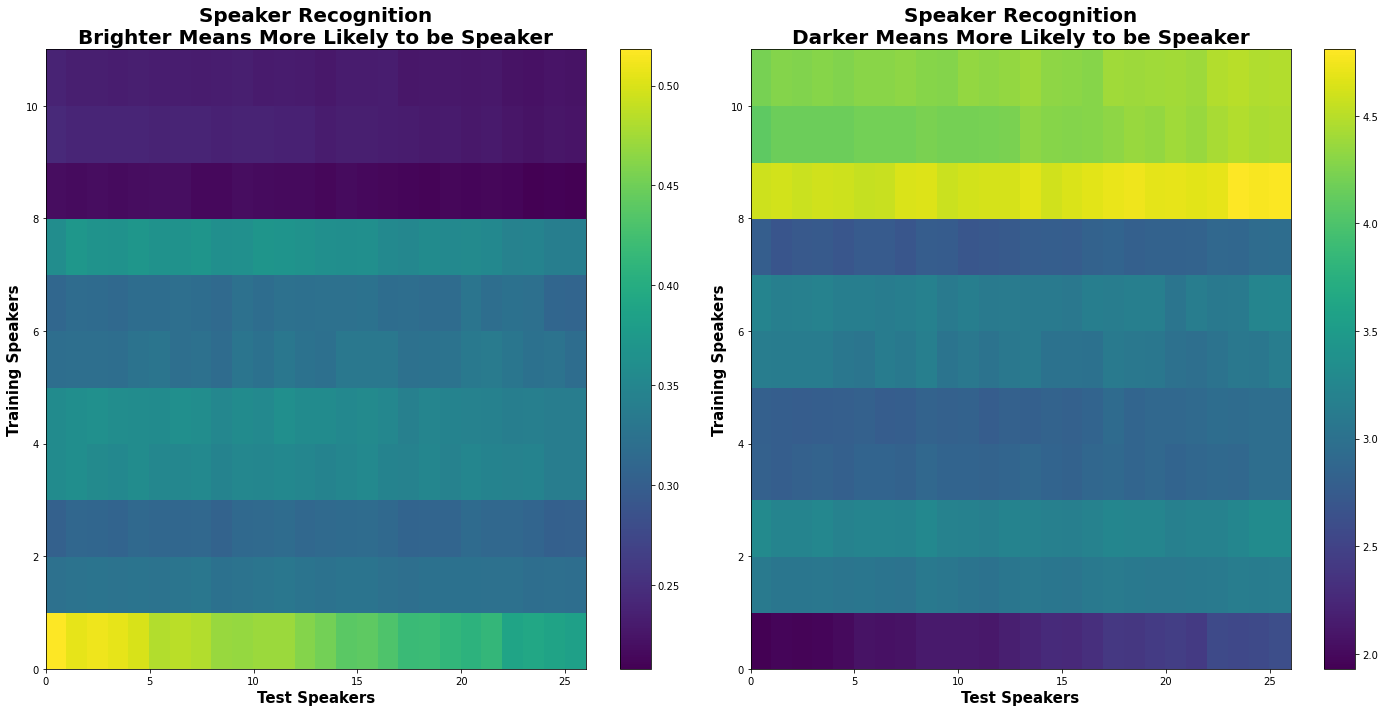 Speaker Recognition
Brighter Means More Likely to be Speaker
Training Speakers
10
8
6
4
2
0
0 5 10 15 20 25
Test Speakers
0.50
0.45
0.40
0.35
0.30
0.25
Speaker Recognition
Darker Means More Likely to be Speaker
Training Speakers
10
8
6
4
2
0
0 5 10 15 20 25
Test Speakers
4.5
4.0
3.5
3.0
2.5
2.0